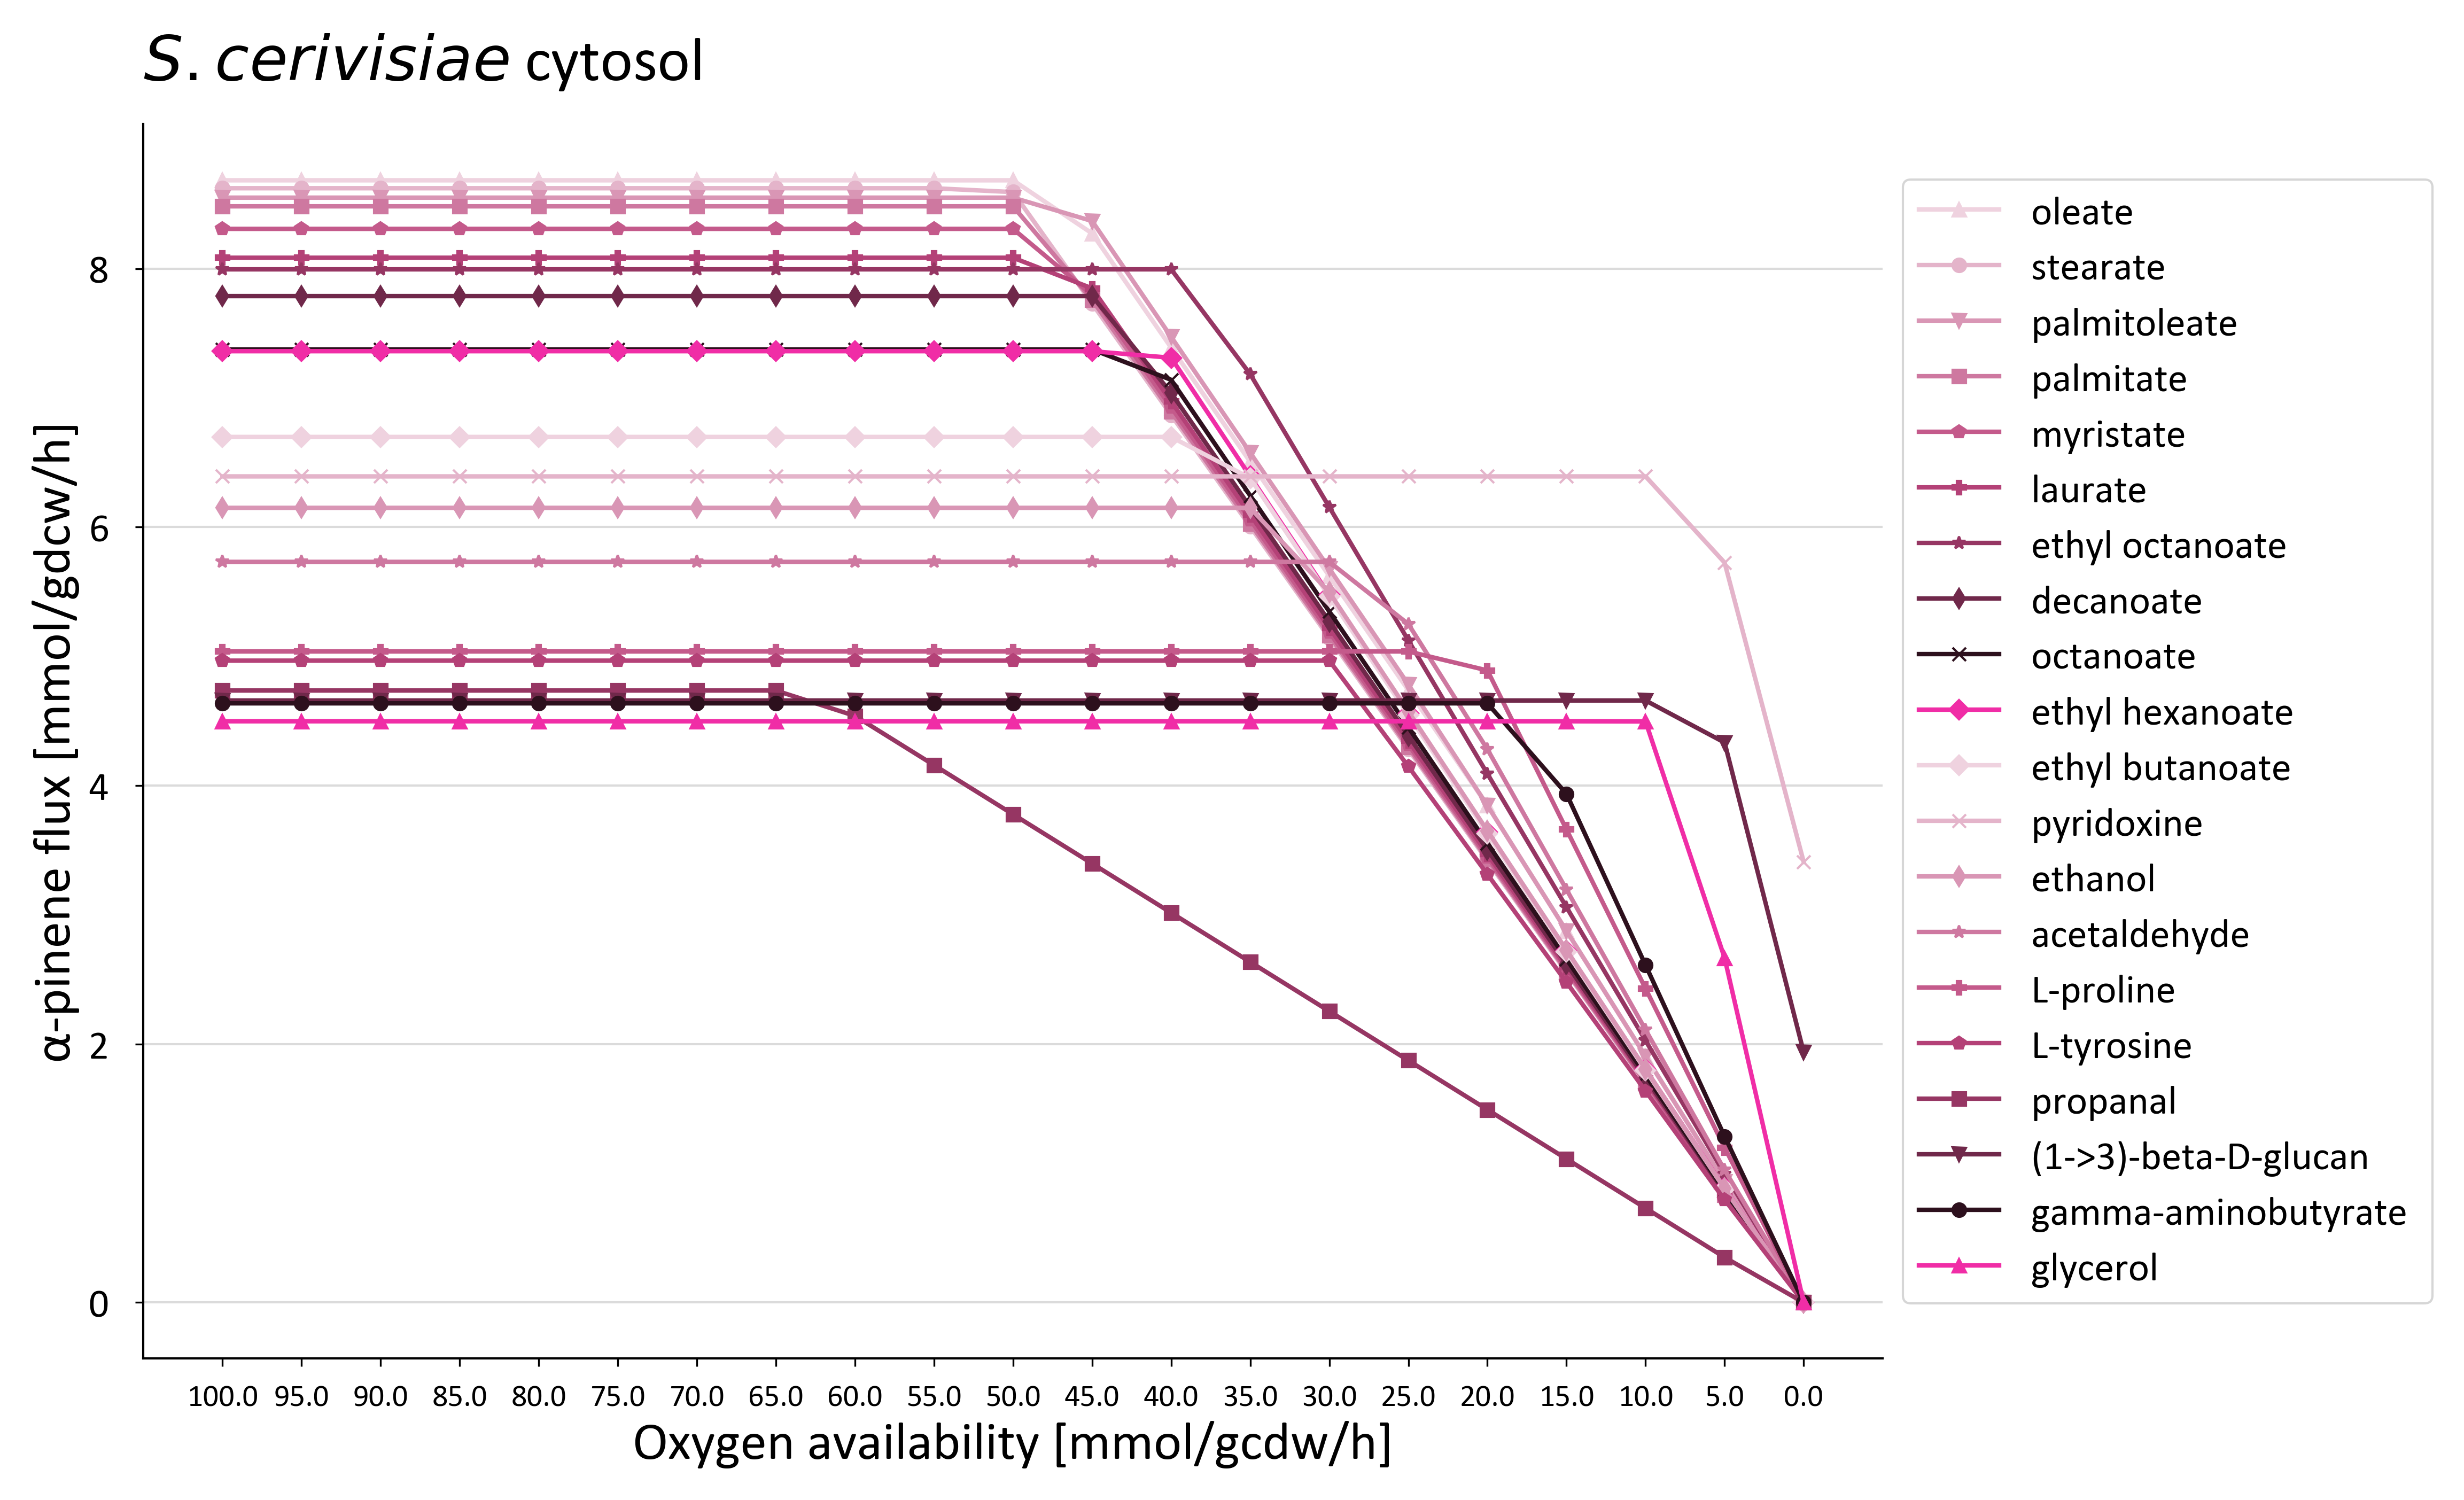 S. cerivisiae cytosol
α-pinene flux [mmol/gdcw/h]
8
6
4
2
0
100.0 95.0 90.0 85.0 80.0 75.0 70.0 65.0 60.0 55.0 50.0 45.0 40.0 35.0 30.0 25.0 20.0 15.0 10.0 5.0 0.0
Oxygen availability [mmol/gcdw/h]
oleate
stearate
palmitoleate
palmitate
myristate
laurate
ethyl octanoate
decanoate
octanoate
ethyl hexanoate
ethyl butanoate
pyridoxine
ethanol
acetaldehyde
L-proline
L-tyrosine
propanal
(1->3)-beta-D-glucan
gamma-aminobutyrate
glycerol